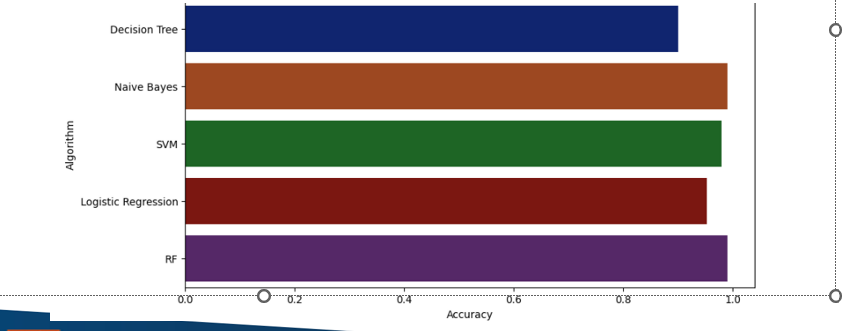 Decision Tree
Naive Bayes
SVM
Logistic Regression
RF
Algorithm
0.0 0.2 0.4 0.6 0.8 1.0
Accuracy